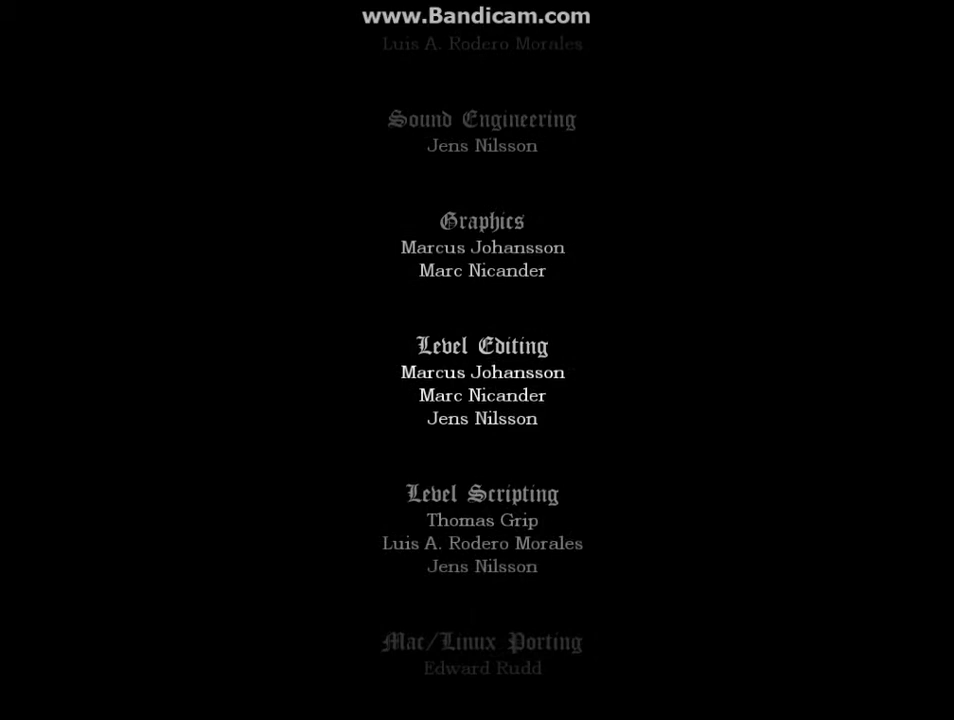 www.Bandicam.com
Luis A. Rodero Morales
Sound Engineering
Jens Nilsson
Graphics
Marcus Johansson
Marc Nicander
Level Editing
Marcus Johansson
Marc Nicander
Jens Nilsson
Level Scripting
Thomas Grip
Luis A. Rodero Morales
Jens Nilsson
Mac/Linux Porting
Edward Rudd